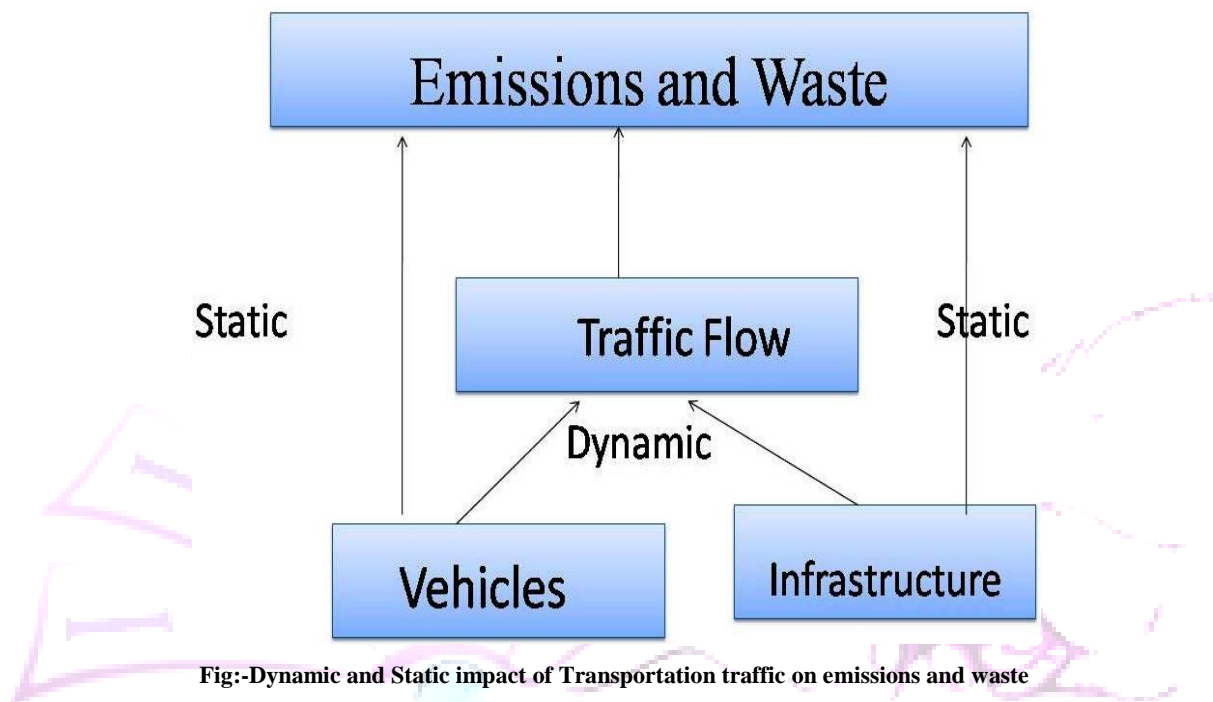 Emissions and Waste
Static
Static
Traffic Flow
Dynamic
Vehicles
Infrastructure
Fig:-Dynamic and Static impact of Transportation traffic on emissions and waste